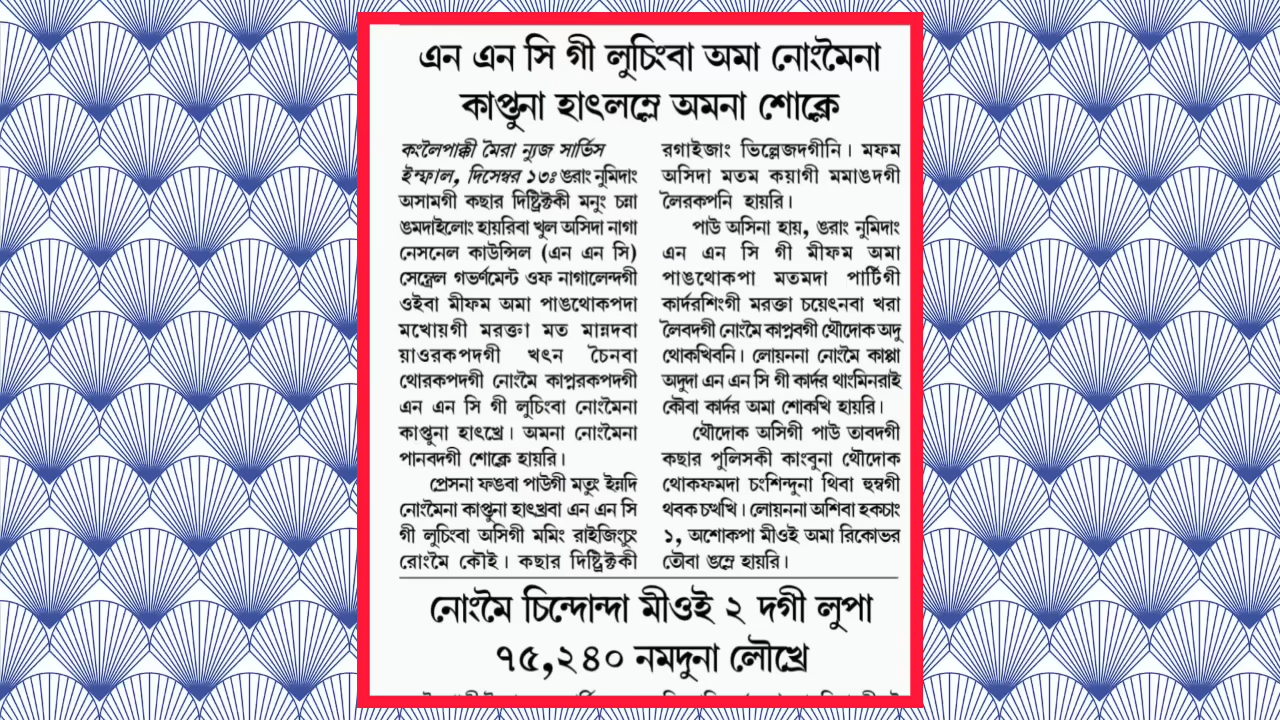 এন এন সি গী লুচিংবা অমা নোংমৈনা
কাপ্তুনা হাৎলম্লে অমনা শোক্লে
কংলৈপাক্কী মৈরা ন্যুজ সার্ভিস
ইম্ফাল, দিসেম্বর ১৩ঃ ঙরাং নুমিদাং
অসামগী কছার দিষ্ট্রিক্টকী মনুং চন্না
ঙমদাইলোং হায়রিবা খুল অসিদা নাগা
নেসনেল কাউন্সিল (এন এন সি)
সেন্ত্রেল গভর্ণমেন্ট ওফ নাগালেন্দগী
ওইবা মীফম অমা পাঙথোকপদা
মখোয়গী মরক্তা মত মান্নদবা
য়াওরকপদগী খৎন চৈনবা
থোরকপদগী নোংমৈ কাপ্নরকপদগী
এন এন সি গী লুচিংবা নোংমৈনা
কাপ্তুনা হাৎখ্রে। অমনা নোংমৈনা
পানবদগী শোক্লে হায়রি।
প্রেসনা ফঙবা পাউগী মতুং ইন্নদি
নোংমৈনা কাপ্তুনা হাৎখ্রবা এন এন সি
গী লুচিংবা অসিগী মমিং রাইজিংচুং
রোংমৈ কৌই। কছার দিষ্ট্রিক্টকী
রগাইজাং ভিল্লেজদগীনি। মফম
অসিদা মতম কয়াগী মমাঙদগী
লৈরকপনি হায়রি।
পাউ অসিনা হায়, ঙরাং নুমিদাং
এন এন সি গী মীফম অমা
পাঙথোকপা মতমদা পার্টিগী
কার্দরশিংগী মরক্তা চয়েৎনবা খরা
লৈবদগী নোংমৈ কাপ্নবগী থৌদোক অদু
থোকখিবনি। লোয়ননা নোংমৈ কাপ্পা
অদুদা এন এন সি গী কার্দর থাংমিনরাই
কৌবা কার্দর অমা শোকখি হায়রি।
থৌদোক অসিগী পাউ তাবদগী
কছার পুলিসকী কাংবুনা থৌদোক
থোকফমদা চংশিন্দুনা থিবা হুম্বগী
থবক চত্থখি। লোয়ননা অশিবা হকচাং
১, অশোকপা মীওই অমা রিকোভর
তৌবা ঙম্লে হায়রি।
নোংমৈ চিন্দোন্দা মীওই ২ দগী লুপা
৭৫,২৪০ নমদুনা লৌখ্রে